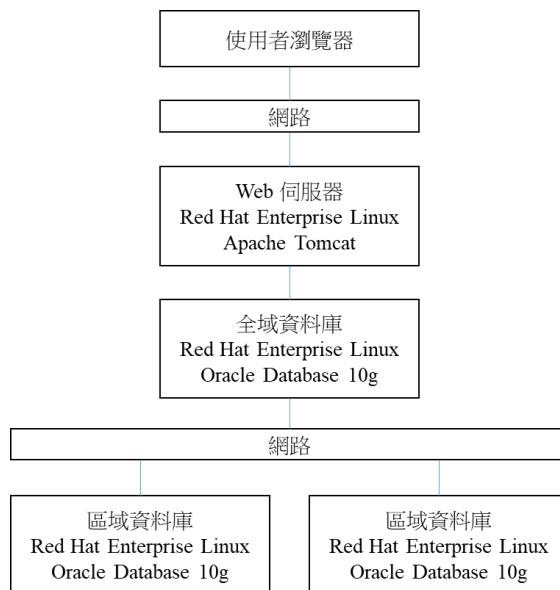 使用者瀏覽器
網路
Web 伺服器
Red Hat Enterprise Linux
Apache Tomcat
全域資料庫
Red Hat Enterprise Linux
Oracle Database 10g
網路
區域資料庫
Red Hat Enterprise Linux
Oracle Database 10g
區域資料庫
Red Hat Enterprise Linux
Oracle Database 10g